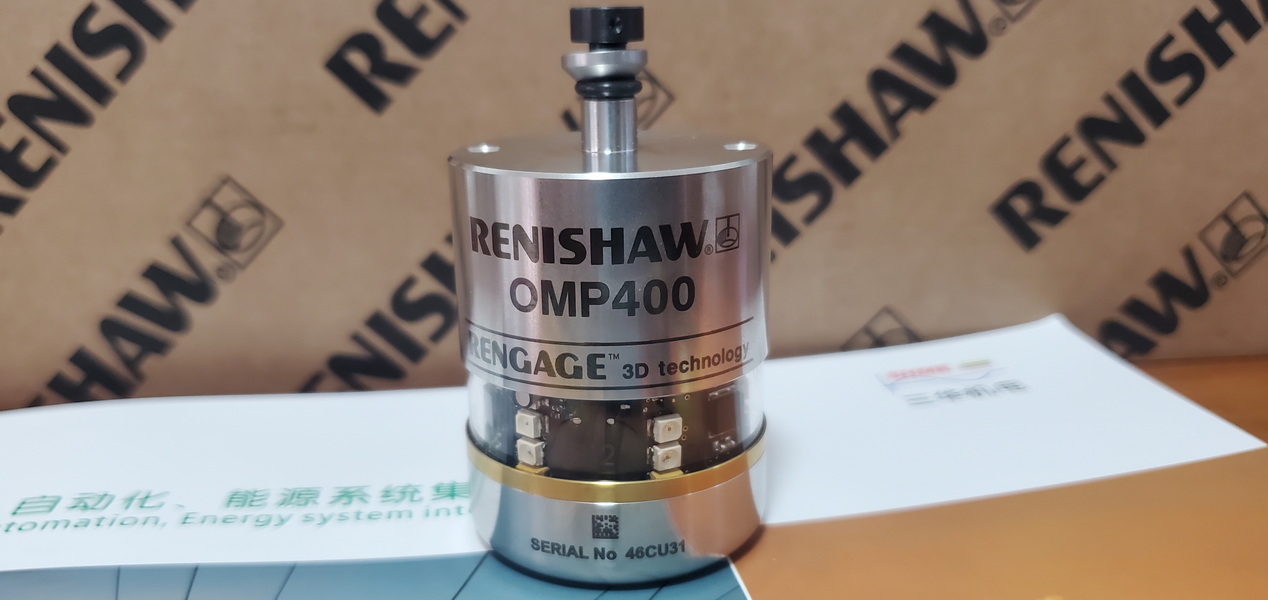 RENISHAW
RENISHAW
RENISHAW
RENISHAW
RENISHAW®
OMP400
RENGAGE™ 3D technology
三华机电
自动化、能源系统集
utomation, Energy system int
SERIAL No 46CU31